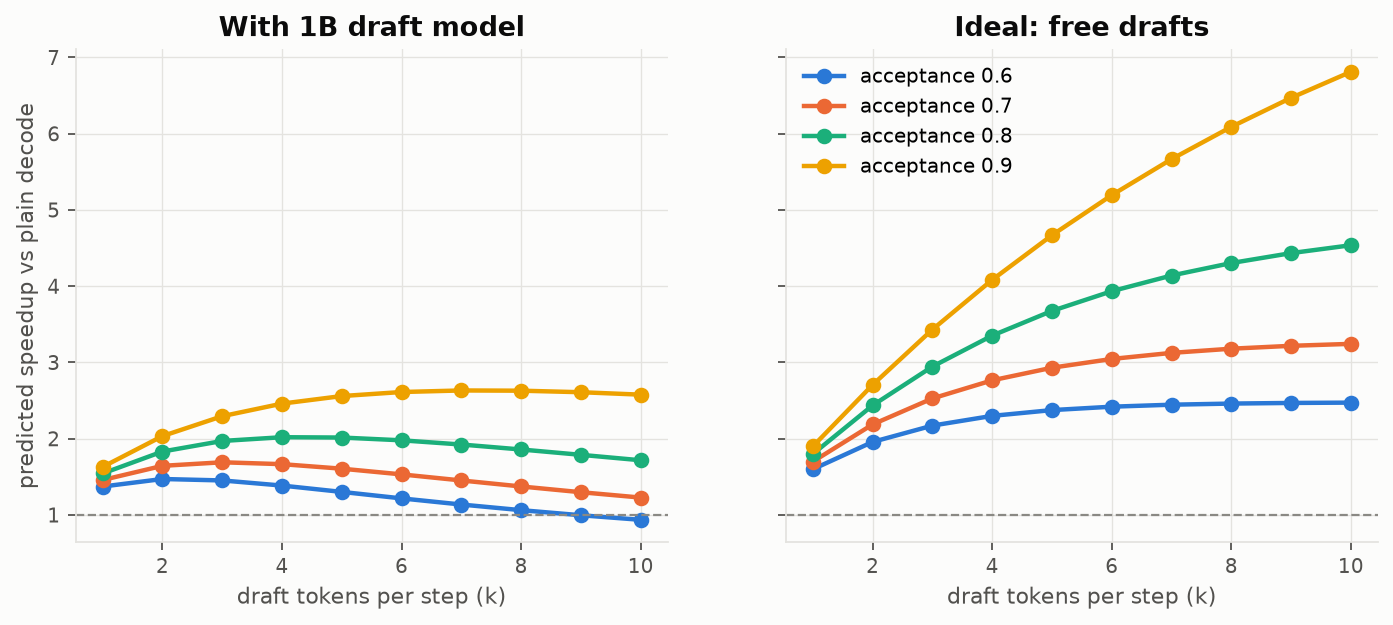 With 1B draft model
predicted speedup vs plain decode
7
6
5
4
3
2
1
2 4 6 8 10
draft tokens per step (k)
Ideal: free drafts
acceptance 0.6
acceptance 0.7
acceptance 0.8
acceptance 0.9
2 4 6 8 10
draft tokens per step (k)